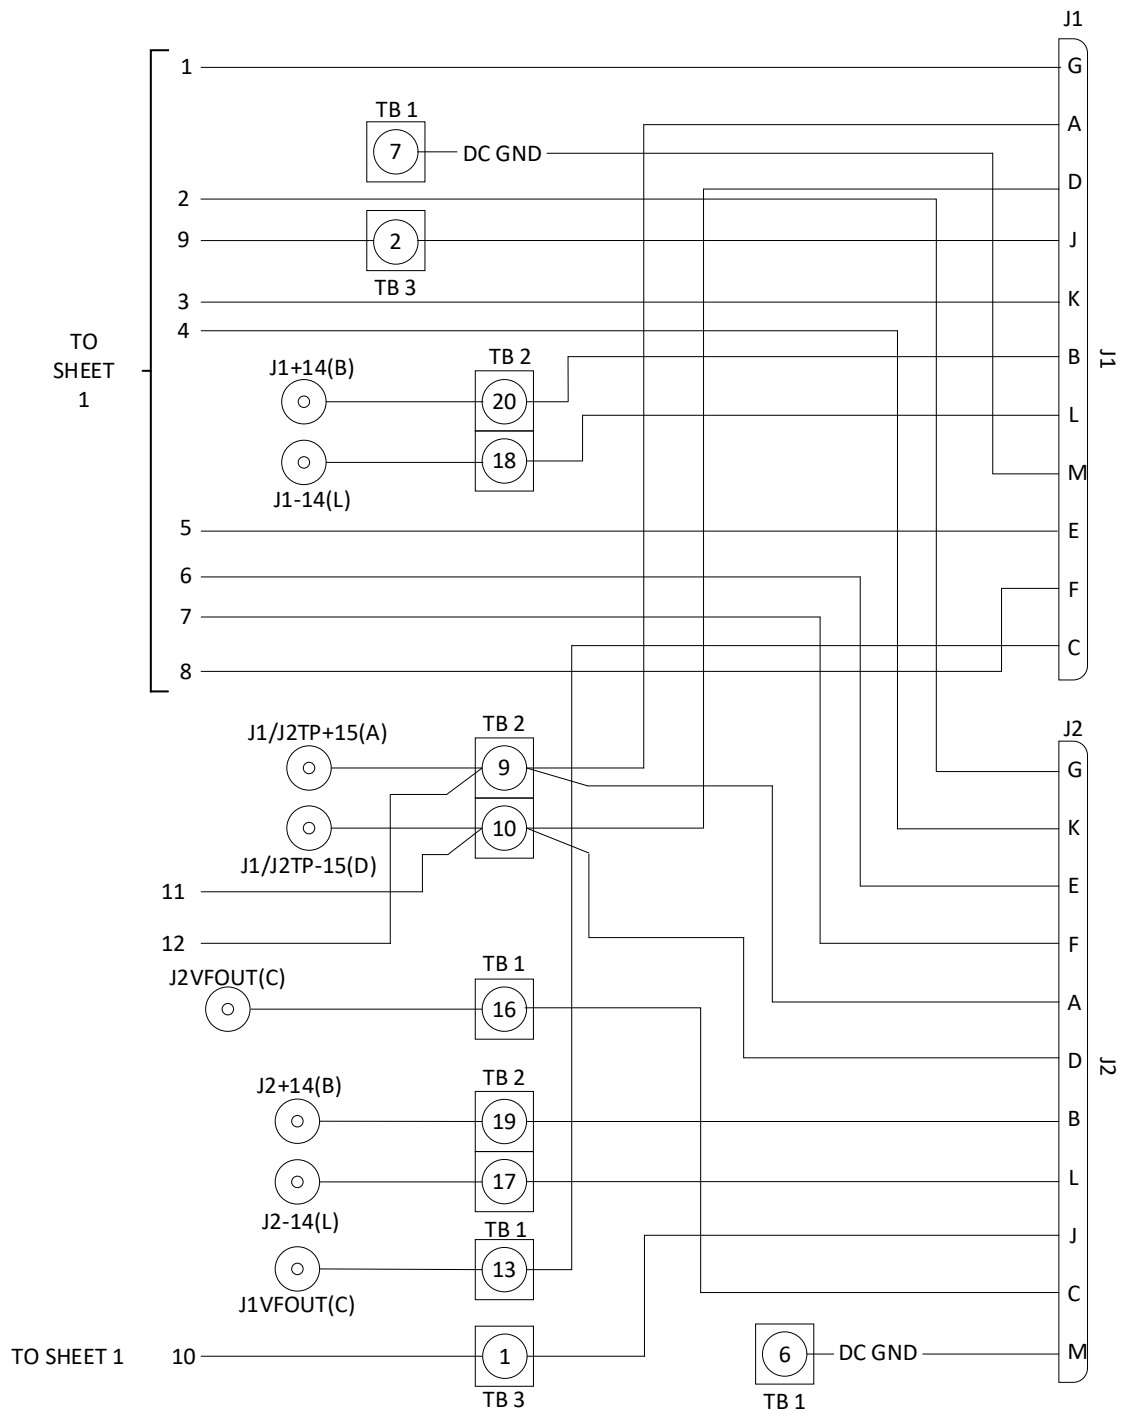 J1
1
G
TB 1
A
7
DC GND
D
2
9
2
J
TB 3
3
K
4
TO
SHEET
1
J1+14(B)
TB 2
20
B
J1
18
L
J1-14(L)
M
5
E
6
F
7
C
8
J2
J1/J2TP+15(A)
TB 2
9
G
10
K
J1/J2TP-15(D)
11
E
12
F
J2VFOUT(C)
TB 1
16
A
D
J2
J2+14(B)
TB 2
19
B
17
L
J2-14(L)
TB 1
J
13
J1VFOUT(C)
C
TO SHEET 1
10
1
TB 3
6
DC GND
M
TB 1